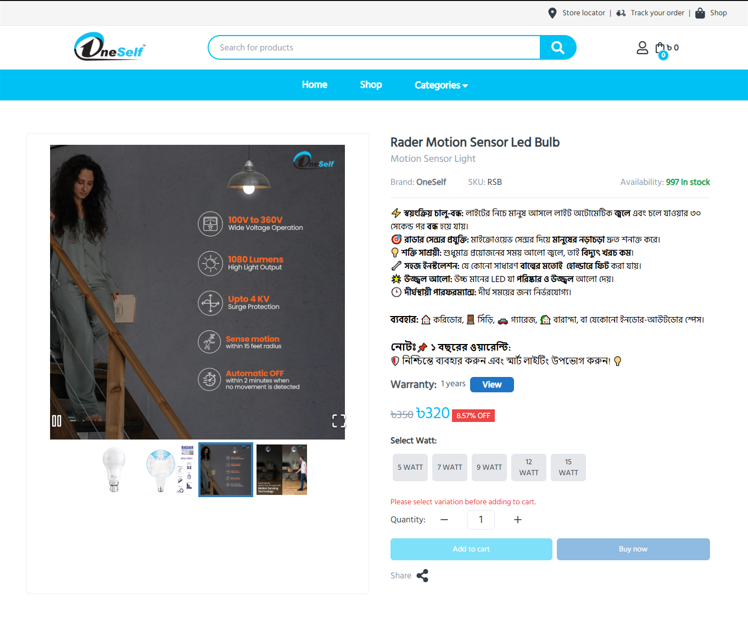 Store locator | Track your order | Shop
OneSelf
Search for products
৳ 0
0
Home Shop Categories
OneSelf
100V to 360V
Wide Voltage Operation
1080 Lumens
High Light Output
Upto 4 KV
Surge Protection
Sense motion
within 15 feet radius
Automatic OFF
within 2 minutes when
no movement is detected
Rader Motion Sensor Led Bulb
Motion Sensor Light
Brand: OneSelf SKU: RSB Availability: 997 In stock
⚡ স্বয়ংক্রিয় চালু-বন্ধ: লাইটের নিচে মানুষ আসলে লাইট অটোমেটিক জ্বলে এবং চলে যাওয়ার ৩০
সেকেন্ড পর বন্ধ হয়ে যায়।
🎯 রাডার সেন্সর প্রযুক্তি: মাইক্রোওয়েভ সেন্সর দিয়ে মানুষের নড়াচড়া দ্রুত শনাক্ত করে।
💡 শক্তি সাশ্রয়ী: শুধুমাত্র প্রয়োজনের সময় আলো জ্বলে, তাই বিদ্যুৎ খরচ কম।
🔗 সহজ ইনস্টলেশন: যে কোনো সাধারণ বাল্বের মতোই হোল্ডারে ফিট করা যায়।
🌟 উজ্জ্বল আলো: উচ্চ মানের LED যা পরিষ্কার ও উজ্জ্বল আলো দেয়।
🕒 দীর্ঘস্থায়ী পারফরম্যান্স: দীর্ঘ সময়ের জন্য নির্ভরযোগ্য।
ব্যবহার: 🏠 করিডোর, 🚪 সিঁড়ি, 🚗 গ্যারেজ, 🏡 বারান্দা, বা যেকোনো ইনডোর-আউটডোর স্পেস।
নোটঃ📌 ১ বছরের ওয়ারেন্টি:
🛡️ নিশ্চিন্তে ব্যবহার করুন এবং স্মার্ট লাইটিং উপভোগ করুন! 💡
Warranty: 1 years View
৳350 ৳320 8.57% OFF
Select Watt:
5 WATT 7 WATT 9 WATT 12 WATT 15 WATT
Please select variation before adding to cart.
Quantity: − 1 +
Add to cart Buy now
Share